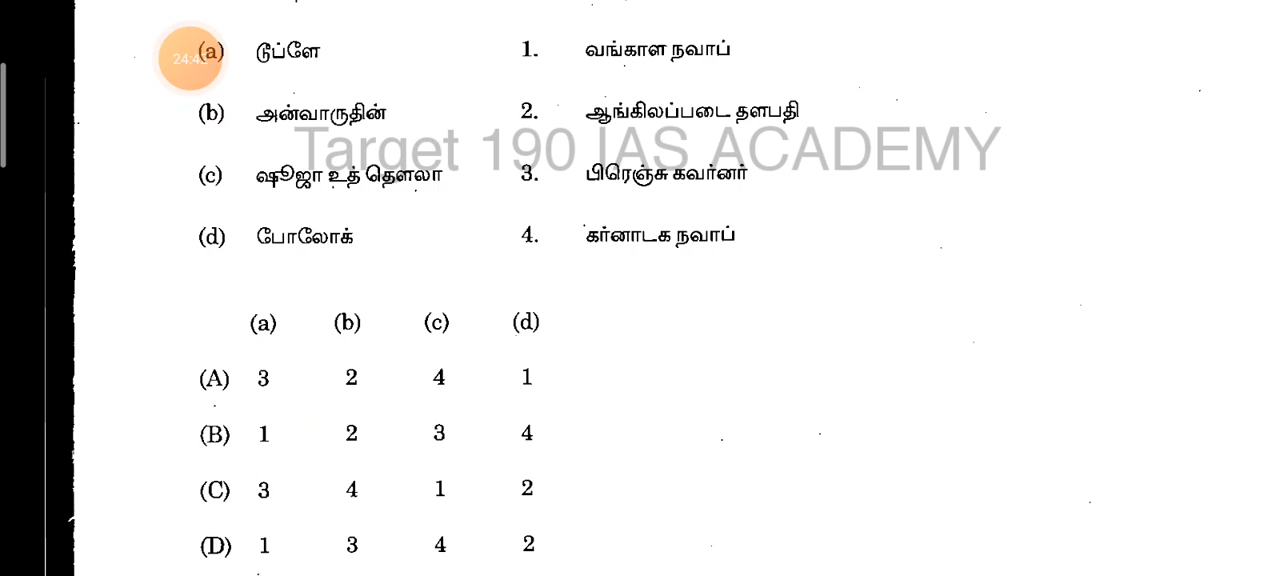 (a) டூப்ளே 1. வங்காள நவாப்
(b) அன்வாருதின் 2. ஆங்கிலப்படை தளபதி
Target 190 IAS ACADEMY
(c) ஷூஜா உத் தௌலா 3. பிரெஞ்சு கவர்னர்
(d) போலோக் 4. கர்னாடக நவாப்
(a) (b) (c) (d)
(A) 3 2 4 1
(B) 1 2 3 4
(C) 3 4 1 2
(D) 1 3 4 2